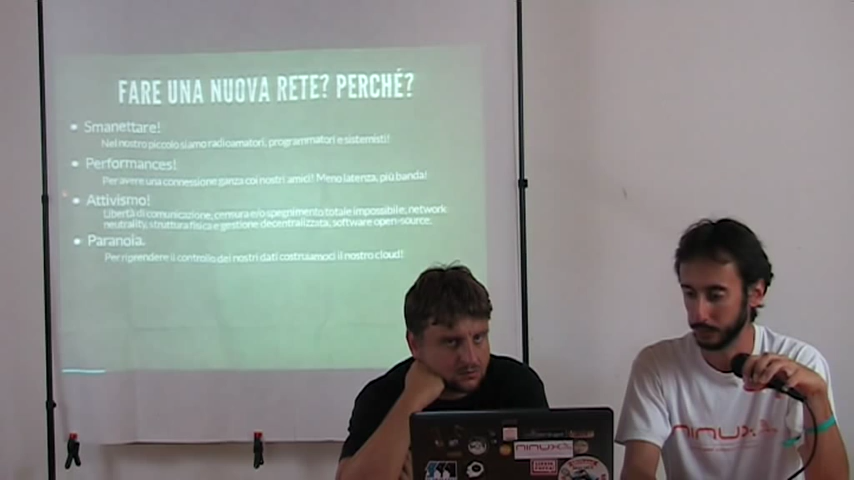 FARE UNA NUOVA RETE? PERCHÉ?
Smanettare!
Nel nostro piccolo siamo radioamatori, programmatori e sistemisti!
Performances!
Per avere una connessione ganza coi nostri amici! Meno latenza, più banda!
Attivismo!
Libertà di comunicazione, censura e/o spegnimento totale impossibile, network
neutrality, struttura fisica e gestione decentralizzata, software open-source.
Paranoia.
Per riprendere il controllo dei nostri dati costruiamoci il nostro cloud!
ninux
ninux